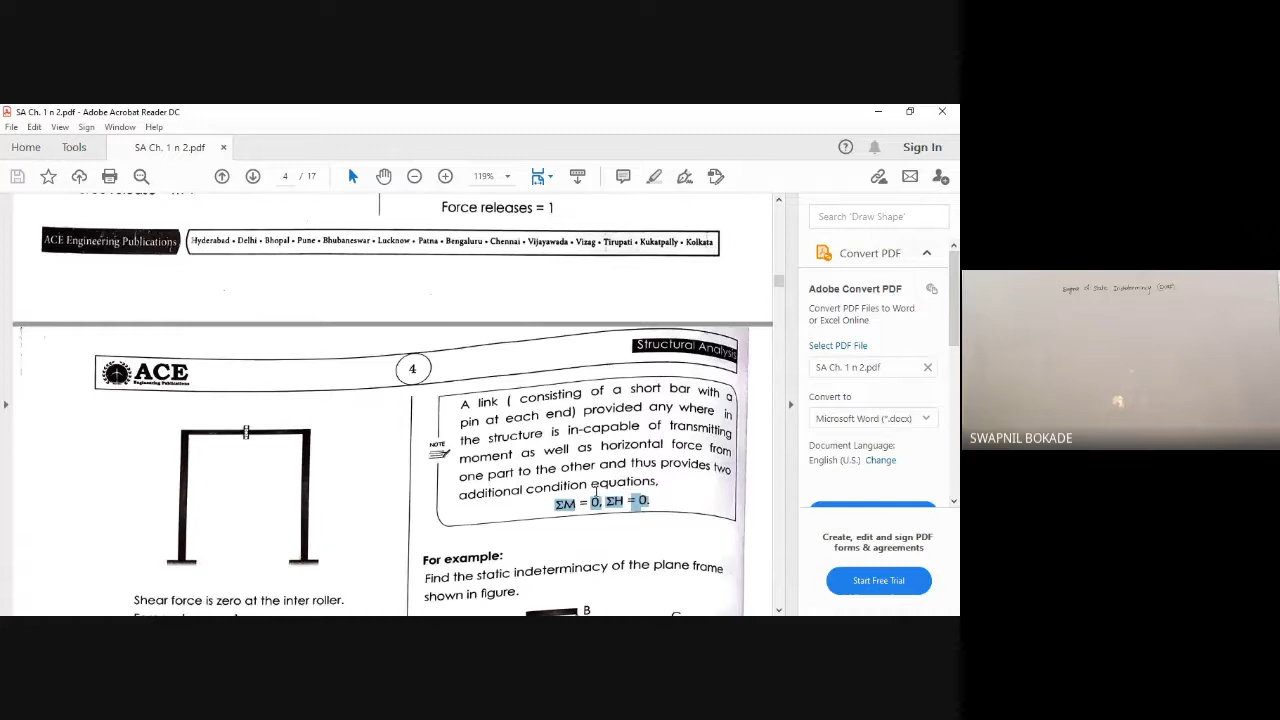 SA Ch. 1 n 2.pdf - Adobe Acrobat Reader DC
File Edit View Sign Window Help
Home Tools SA Ch. 1 n 2.pdf × Sign In
4 / 17 119%
Force releases = 1
ACE Engineering Publications
Hyderabad • Delhi • Bhopal • Pune • Bhubaneswar • Lucknow • Patna • Bengaluru • Chennai • Vijayawada • Vizag • Tirupati • Kukatpally • Kolkata
ACE
Engineering Publications
4
Structural Analysis
NOTE
A link ( consisting of a short bar with a
pin at each end) provided any where in
the structure is in-capable of transmitting
moment as well as horizontal force from
one part to the other and thus provides two
additional condition equations,
ΣM = 0, ΣH = 0.
For example:
Find the static indeterminacy of the plane frame
shown in figure.
B
Shear force is zero at the inter roller.
Search 'Draw Shape'
Convert PDF
Adobe Convert PDF
Convert PDF Files to Word
or Excel Online
Select PDF File
SA Ch. 1 n 2.pdf
Convert to
Microsoft Word (*.docx)
Document Language:
English (U.S.) Change
Create, edit and sign PDF
forms & agreements
Start Free Trial
Degree of Static Indeterminacy
SWAPNIL BOKADE